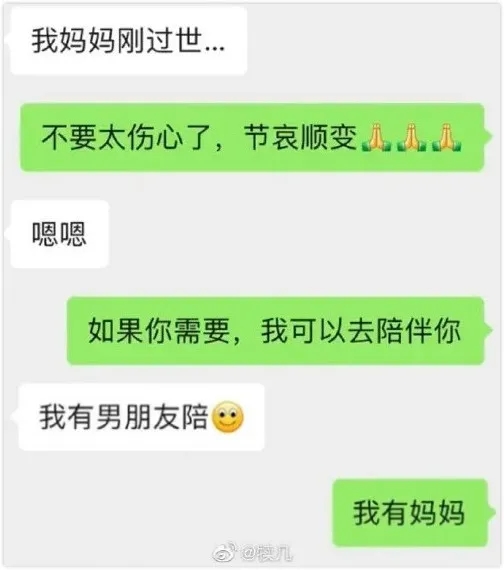 我妈妈刚过世...
不要太伤心了，节哀顺变🙏🙏🙏
嗯嗯
如果你需要，我可以去陪伴你
我有男朋友陪🙂
我有妈妈
@犊几